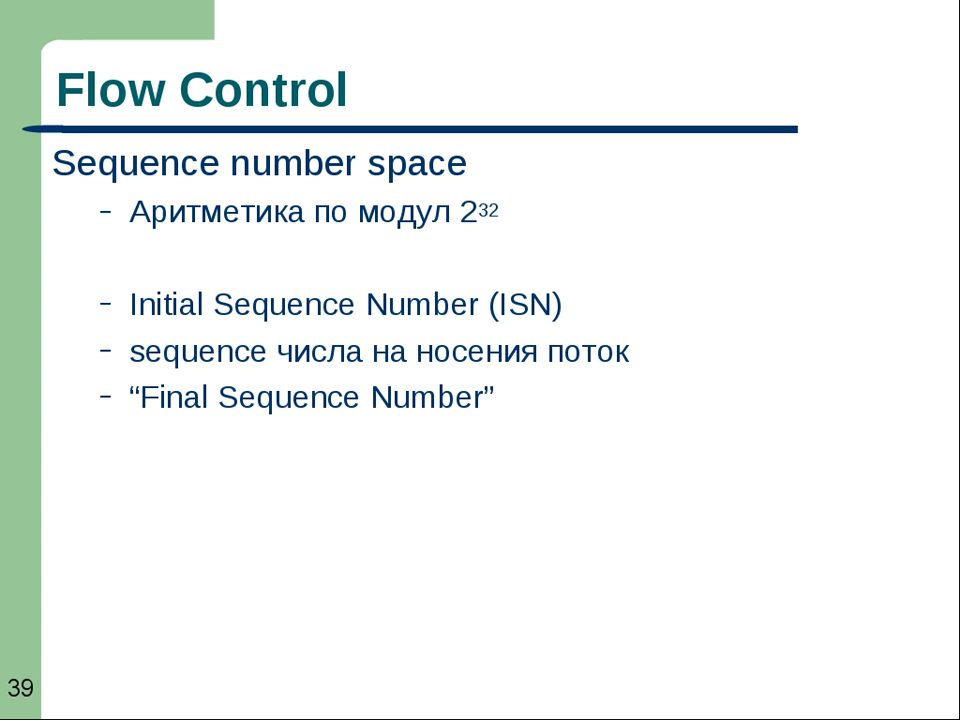 Flow Control
Sequence number space
– Аритметика по модул 2³²
– Initial Sequence Number (ISN)
– sequence числа на носения поток
– “Final Sequence Number”
39